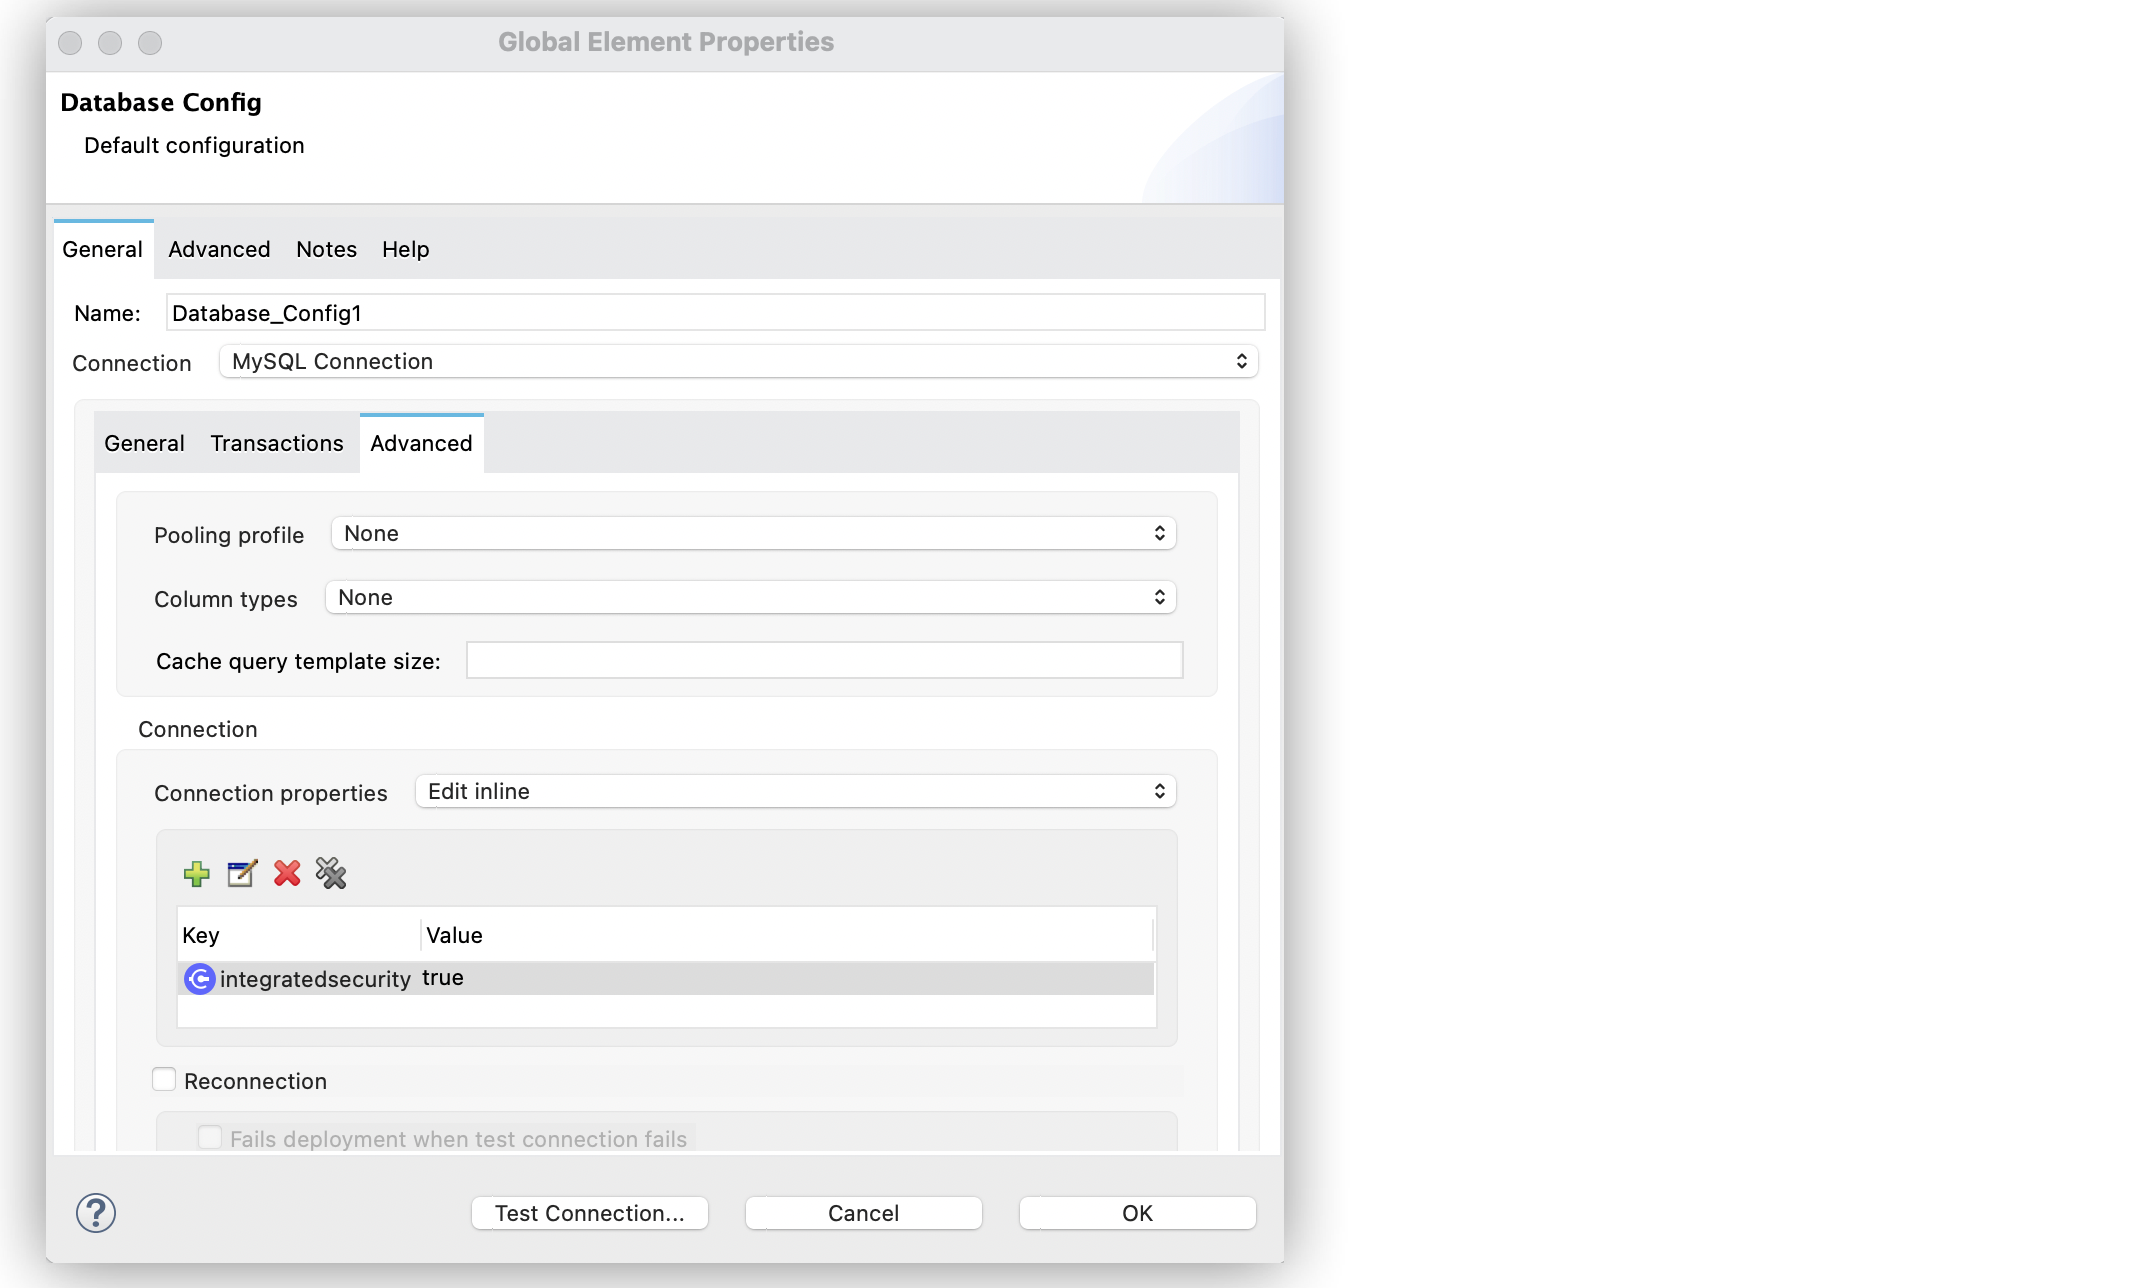 Global Element Properties
Database Config
Default configuration
General Advanced Notes Help
Name: Database_Config1
Connection MySQL Connection
General Transactions Advanced
Pooling profile None
Column types None
Cache query template size:
Connection
Connection properties Edit inline
Key Value
integratedsecurity true
Reconnection
Fails deployment when test connection fails
? Test Connection... Cancel OK